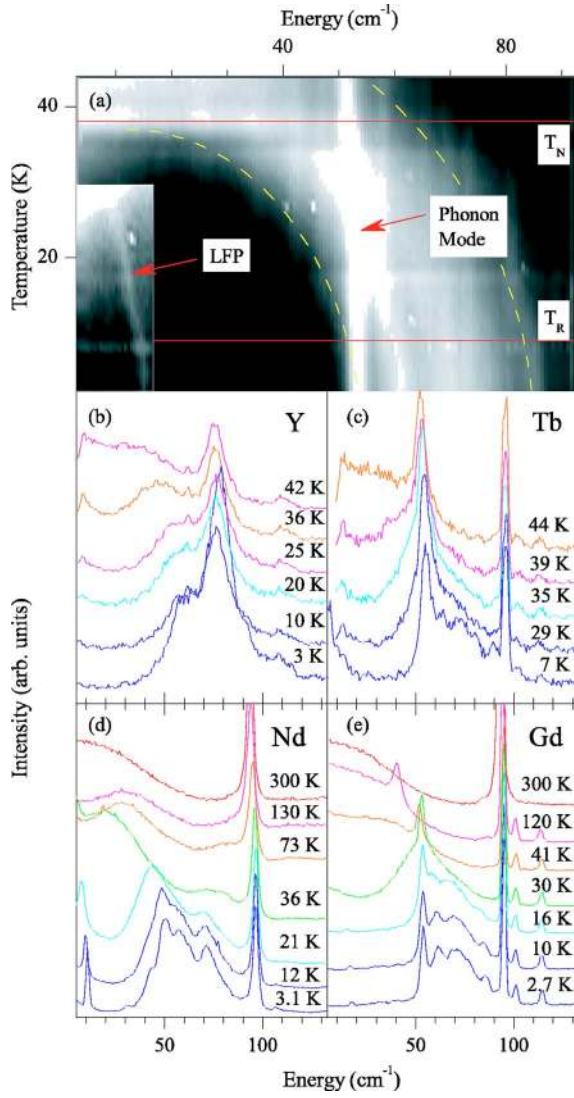 Energy (cm⁻¹)
40
80
(a)
40
T_N
Temperature (K)
Phonon
Mode
LFP
20
T_R
(b)
Y
(c)
Tb
42 K
36 K
25 K
20 K
10 K
3 K
44 K
39 K
35 K
29 K
7 K
Intensity (arb. units)
(d)
Nd
(e)
Gd
300 K
130 K
73 K
36 K
21 K
12 K
3.1 K
300 K
120 K
41 K
30 K
16 K
10 K
2.7 K
50
100
50
100
Energy (cm⁻¹)